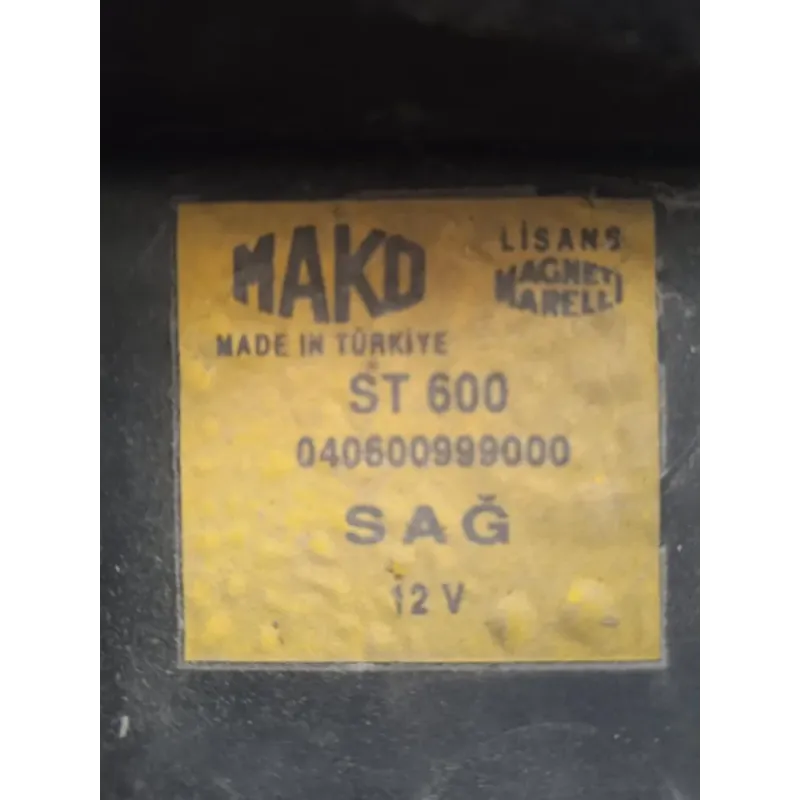 MAKO
LİSANS
MAGNETI
MARELLI
MADE IN TÜRKİYE
ST 600
040600999000
SAĞ
12 V